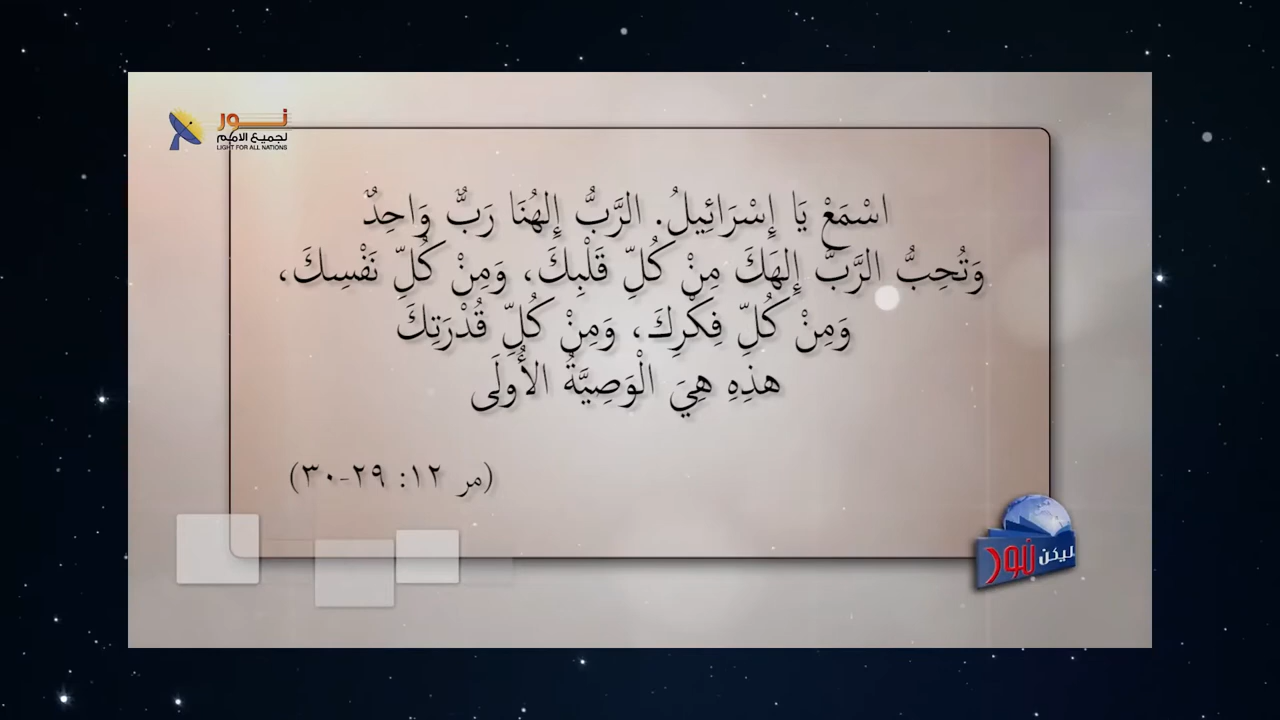 نور
لجميع الامم
LIGHT FOR ALL NATIONS
اسْمَعْ يَا إِسْرَائِيلُ. الرَّبُّ إِلهُنَا رَبٌّ وَاحِدٌ
وَتُحِبُّ الرَّبَّ إِلهَكَ مِنْ كُلِّ قَلْبِكَ، وَمِنْ كُلِّ نَفْسِكَ،
وَمِنْ كُلِّ فِكْرِكَ، وَمِنْ كُلِّ قُدْرَتِكَ
هذِهِ هِيَ الْوَصِيَّةُ الأُولَى
(مر ١٢: ٢٩-٣٠)
ليكن نور